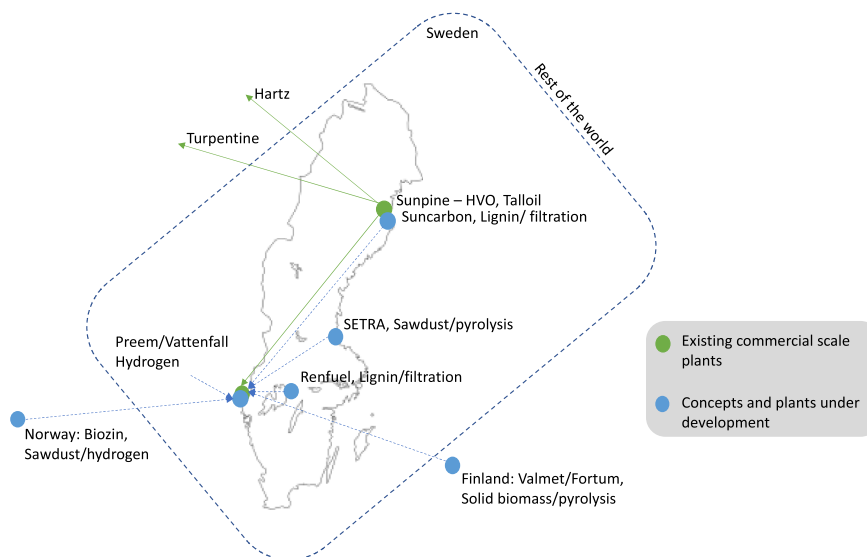 Sweden
Rest of the world
Hartz
Turpentine
Sunpine – HVO, Talloil
Suncarbon, Lignin/ filtration
SETRA, Sawdust/pyrolysis
Preem/Vattenfall
Hydrogen
Renfuel, Lignin/filtration
Existing commercial scale
plants
Concepts and plants under
development
Norway: Biozin,
Sawdust/hydrogen
Finland: Valmet/Fortum,
Solid biomass/pyrolysis